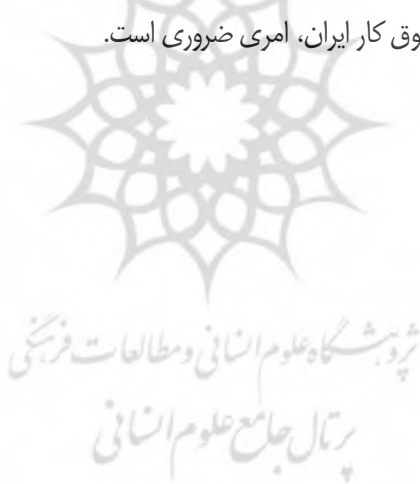 وق کار ایران، امری ضروری است.
پژوهشگاه علوم انسانی و مطالعات فرهنگی
پرتال جامع علوم انسانی